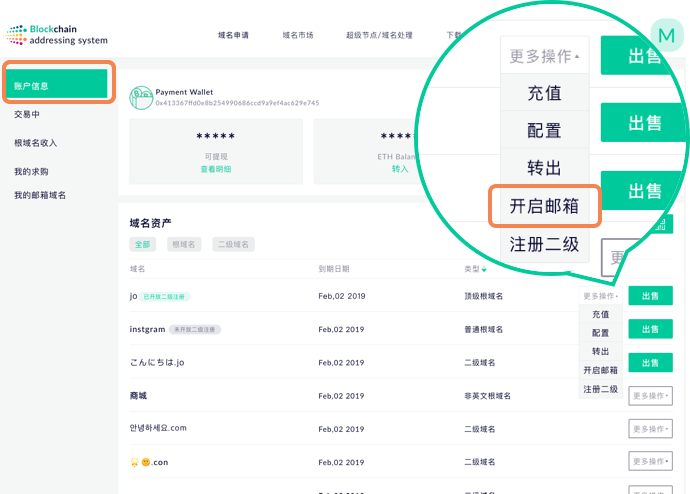 Blockchain
addressing system
域名申请 域名市场 超级节点/域名处理 下载
M
账户信息
交易中
根域名收入
我的求购
我的邮箱域名
Payment Wallet
0x413367ffd0e8b254990686ccd9a9ef4ac629e745
*****
可提现
查看明细
ETH Balan
转入
更多操作 出售
充值
配置 出售
转出
出售
开启邮箱
注册二级
更
域名资产
全部 根域名 二级域名
域名 到期日期 类型
jo 已开放二级注册 Feb,02 2019 顶级根域名 更多操作 出售
充值
配置
转出
开启邮箱
注册二级
instgram 未开放二级注册 Feb,02 2019 普通根域名 出售
こんにちは.jo Feb,02 2019 二级域名 出售
商城 Feb,02 2019 非英文根域名 更多操作
안녕하세요.com Feb,02 2019 二级域名 更多操作
.con Feb,02 2019 二级域名 更多操作